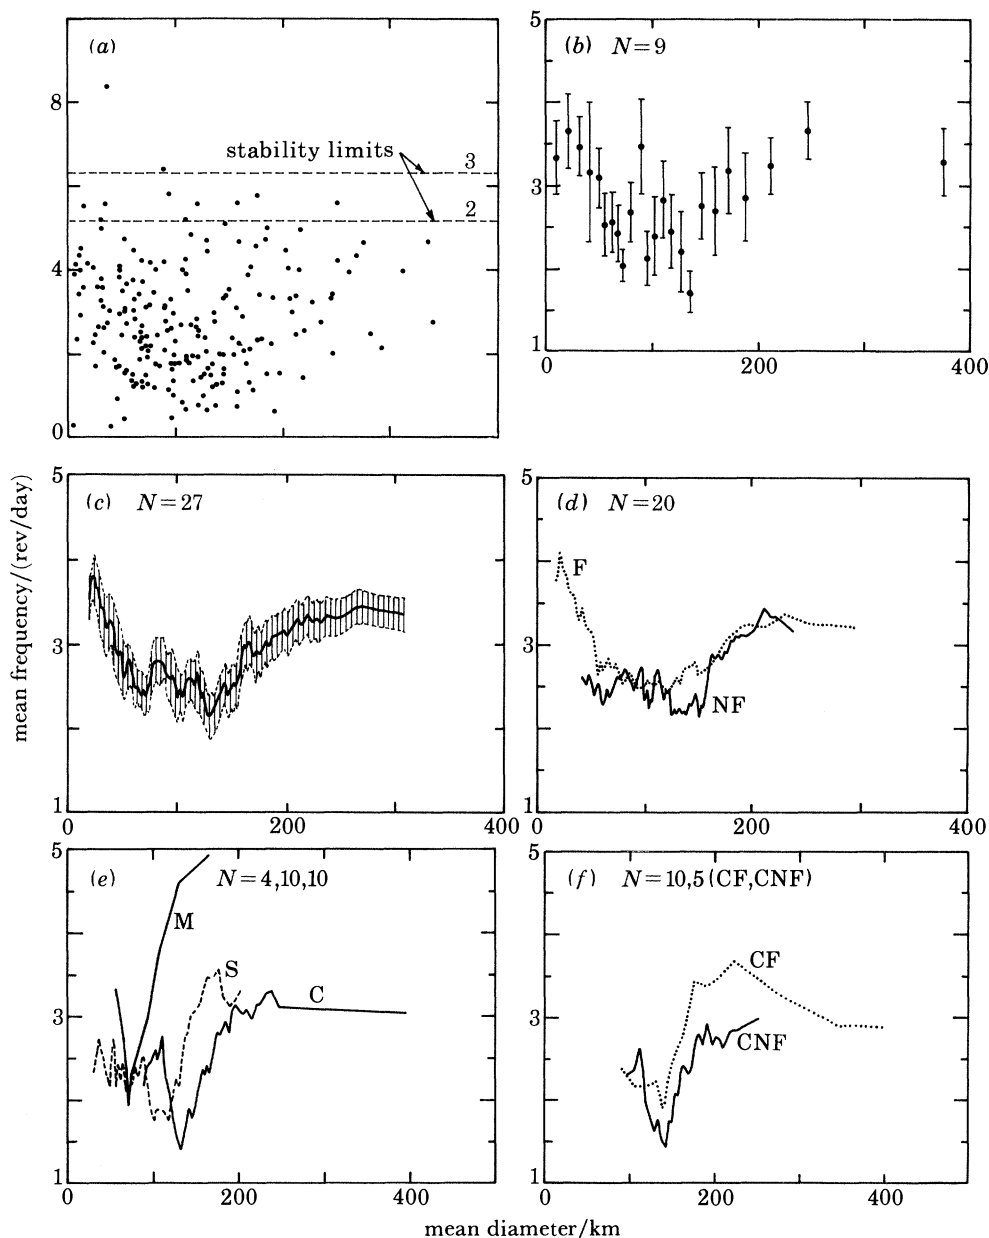 (a)
8
4
0
stability limits
3
2
(b) N=9
5
3
1
0 200 400
mean frequency/(rev/day)
(c) N=27
5
3
1
0 200 400
(d) N=20
5
3
1
0 200 400
F
NF
(e) N=4,10,10
5
3
1
0 200 400
M
S
C
(f) N=10,5(CF,CNF)
5
3
1
0 200 400
CF
CNF
mean diameter/km